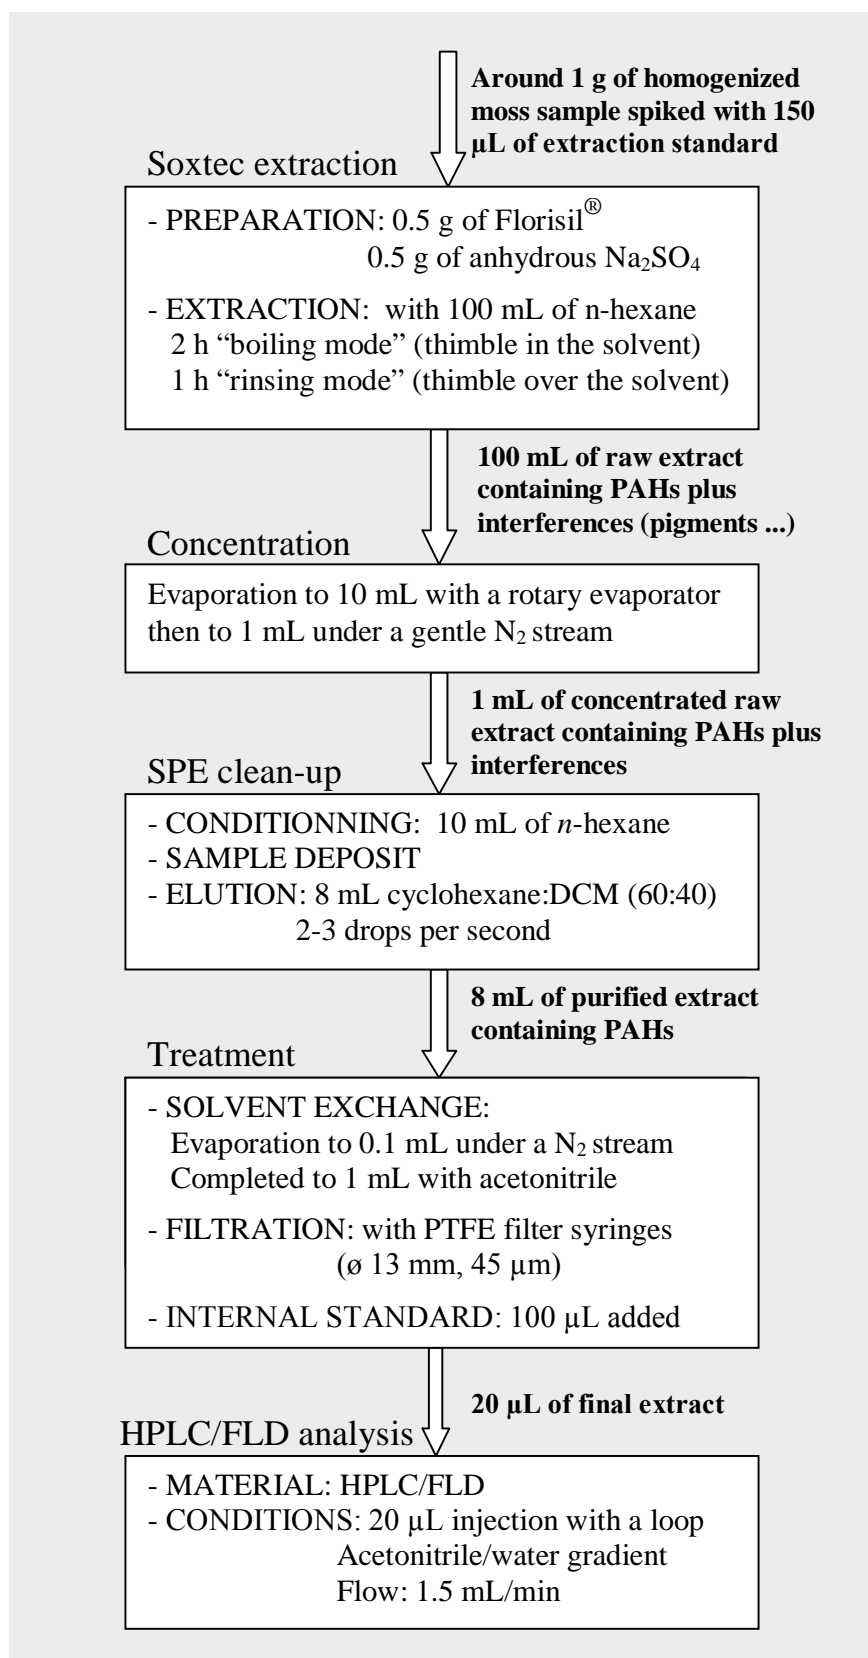 Around 1 g of homogenized
moss sample spiked with 150
µL of extraction standard
Soxtec extraction
- PREPARATION: 0.5 g of Florisil®
0.5 g of anhydrous Na₂SO₄
- EXTRACTION: with 100 mL of n-hexane
2 h “boiling mode” (thimble in the solvent)
1 h “rinsing mode” (thimble over the solvent)
100 mL of raw extract
containing PAHs plus
interferences (pigments ...)
Concentration
Evaporation to 10 mL with a rotary evaporator
then to 1 mL under a gentle N₂ stream
1 mL of concentrated raw
extract containing PAHs plus
interferences
SPE clean-up
- CONDITIONNING: 10 mL of n-hexane
- SAMPLE DEPOSIT
- ELUTION: 8 mL cyclohexane:DCM (60:40)
2-3 drops per second
8 mL of purified extract
containing PAHs
Treatment
- SOLVENT EXCHANGE:
Evaporation to 0.1 mL under a N₂ stream
Completed to 1 mL with acetonitrile
- FILTRATION: with PTFE filter syringes
(ø 13 mm, 45 µm)
- INTERNAL STANDARD: 100 µL added
20 µL of final extract
HPLC/FLD analysis
- MATERIAL: HPLC/FLD
- CONDITIONS: 20 µL injection with a loop
Acetonitrile/water gradient
Flow: 1.5 mL/min